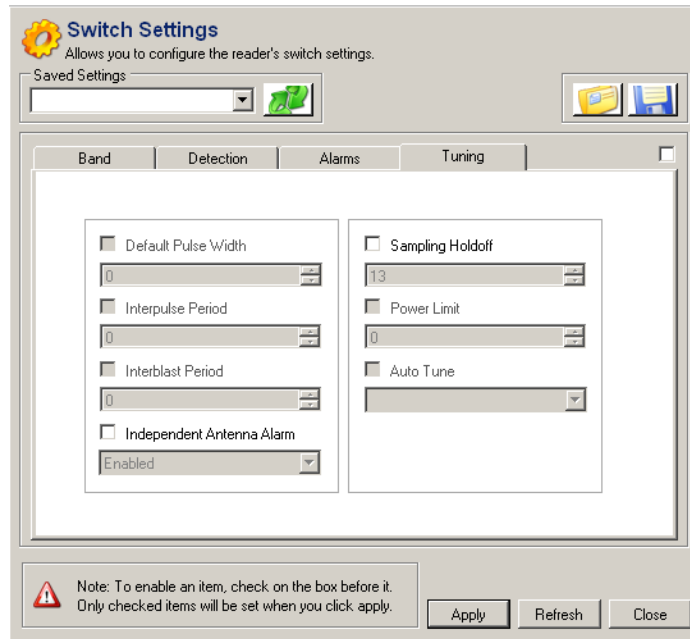 Switch Settings
Allows you to configure the reader's switch settings.
Saved Settings
Band Detection Alarms Tuning
Default Pulse Width
0
Interpulse Period
0
Interblast Period
0
Independent Antenna Alarm
Enabled
Sampling Holdoff
13
Power Limit
0
Auto Tune
Note: To enable an item, check on the box before it.
Only checked items will be set when you click apply.
Apply Refresh Close